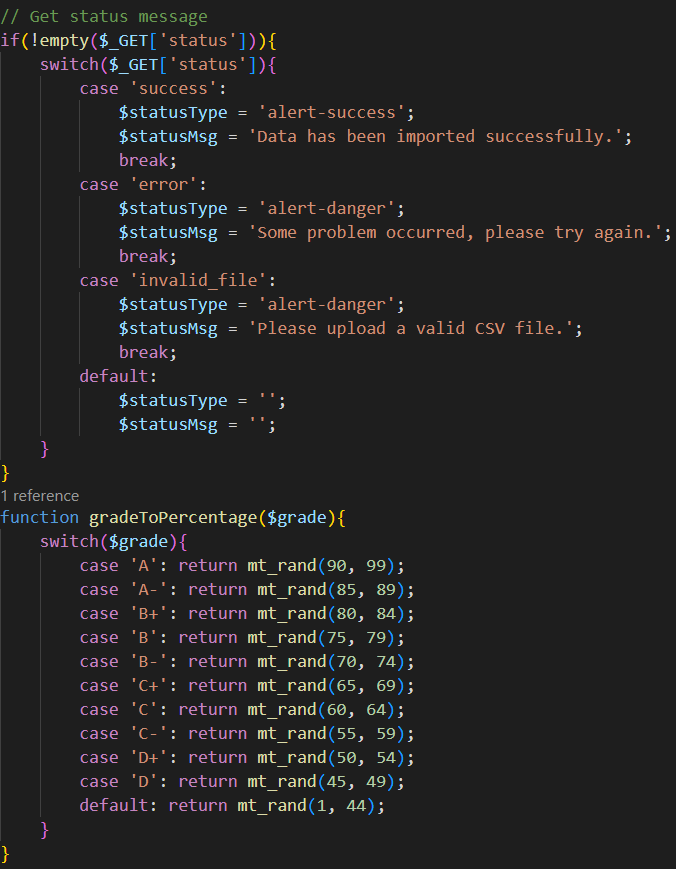 // Get status message
if(!empty($_GET['status'])){
    switch($_GET['status']){
        case 'success':
            $statusType = 'alert-success';
            $statusMsg = 'Data has been imported successfully.';
            break;
        case 'error':
            $statusType = 'alert-danger';
            $statusMsg = 'Some problem occurred, please try again.';
            break;
        case 'invalid_file':
            $statusType = 'alert-danger';
            $statusMsg = 'Please upload a valid CSV file.';
            break;
        default:
            $statusType = '';
            $statusMsg = '';
    }
}
1 reference
function gradeToPercentage($grade){
    switch($grade){
        case 'A': return mt_rand(90, 99);
        case 'A-': return mt_rand(85, 89);
        case 'B+': return mt_rand(80, 84);
        case 'B': return mt_rand(75, 79);
        case 'B-': return mt_rand(70, 74);
        case 'C+': return mt_rand(65, 69);
        case 'C': return mt_rand(60, 64);
        case 'C-': return mt_rand(55, 59);
        case 'D+': return mt_rand(50, 54);
        case 'D': return mt_rand(45, 49);
        default: return mt_rand(1, 44);
    }
}